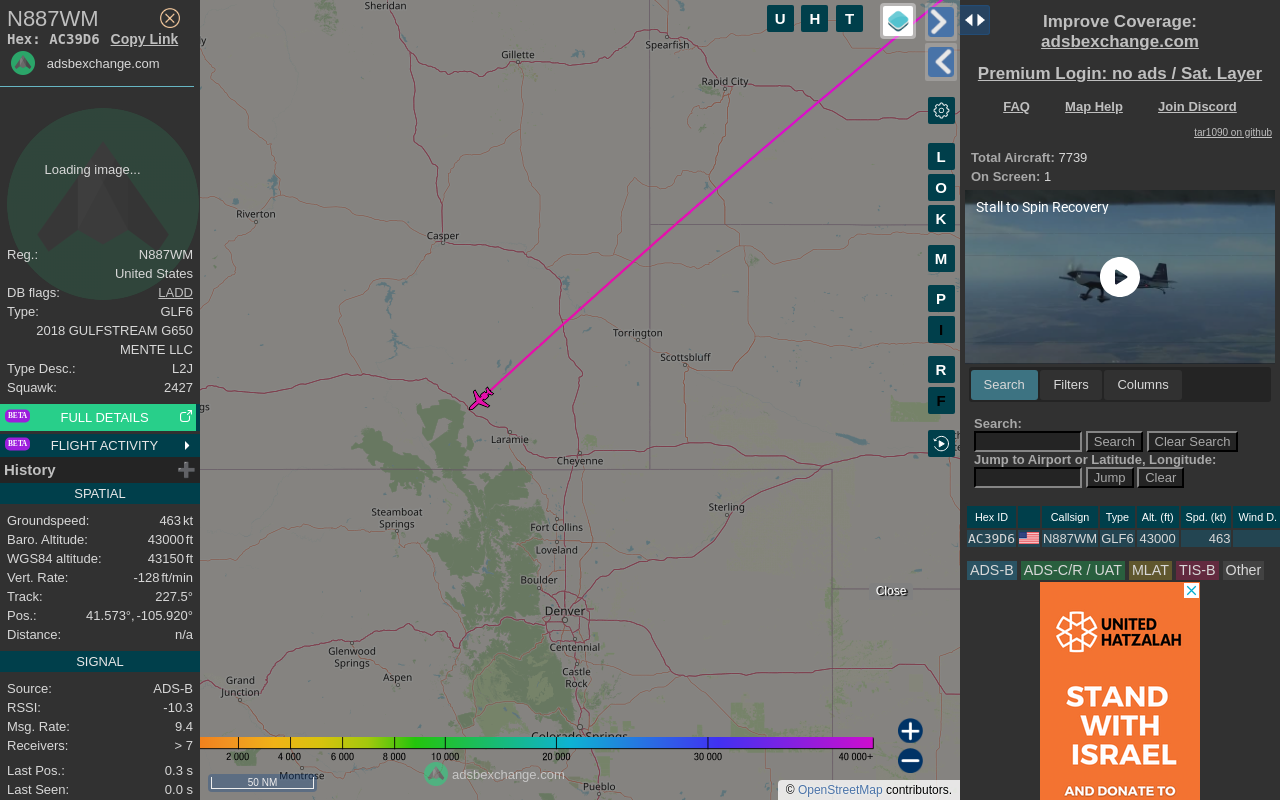 N887WM
Hex: AC39D6 Copy Link
adsbexchange.com
Loading image...
Reg.: N887WM
United States
DB flags: LADD
Type: GLF6
2018 GULFSTREAM G650
MENTE LLC
Type Desc.: L2J
Squawk: 2427
BETA FULL DETAILS
BETA FLIGHT ACTIVITY
History
SPATIAL
Groundspeed: 463 kt
Baro. Altitude: 43000 ft
WGS84 altitude: 43150 ft
Vert. Rate: -128 ft/min
Track: 227.5°
Pos.: 41.573°, -105.920°
Distance: n/a
SIGNAL
Source: ADS-B
RSSI: -10.3
Msg. Rate: 9.4
Receivers: > 7
Last Pos.: 0.3 s
Last Seen: 0.0 s
Sheridan
Gillette
Spearfish
Rapid City
Riverton
Casper
Torrington
Scottsbluff
Laramie
Cheyenne
Steamboat
Springs
Sterling
Fort Collins
Loveland
Boulder
Denver
Centennial
Castle
Rock
Glenwood
Springs
Aspen
Grand
Junction
Colorado Springs
Montrose
Pueblo
U H T
L
O
K
M
P
I
R
F
Close
2 000 4 000 6 000 8 000 10 000 20 000 30 000 40 000+
50 NM
adsbexchange.com
© OpenStreetMap contributors.
Improve Coverage:
adsbexchange.com
Premium Login: no ads / Sat. Layer
FAQ Map Help Join Discord
tar1090 on github
Total Aircraft: 7739
On Screen: 1
Stall to Spin Recovery
Search Filters Columns
Search:
Search Clear Search
Jump to Airport or Latitude, Longitude:
Jump Clear
Hex ID Callsign Type Alt. (ft) Spd. (kt) Wind D.
AC39D6 N887WM GLF6 43000 463
ADS-B ADS-C/R / UAT MLAT TIS-B Other
UNITED
HATZALAH
STAND
WITH
ISRAEL
AND DONATE TO